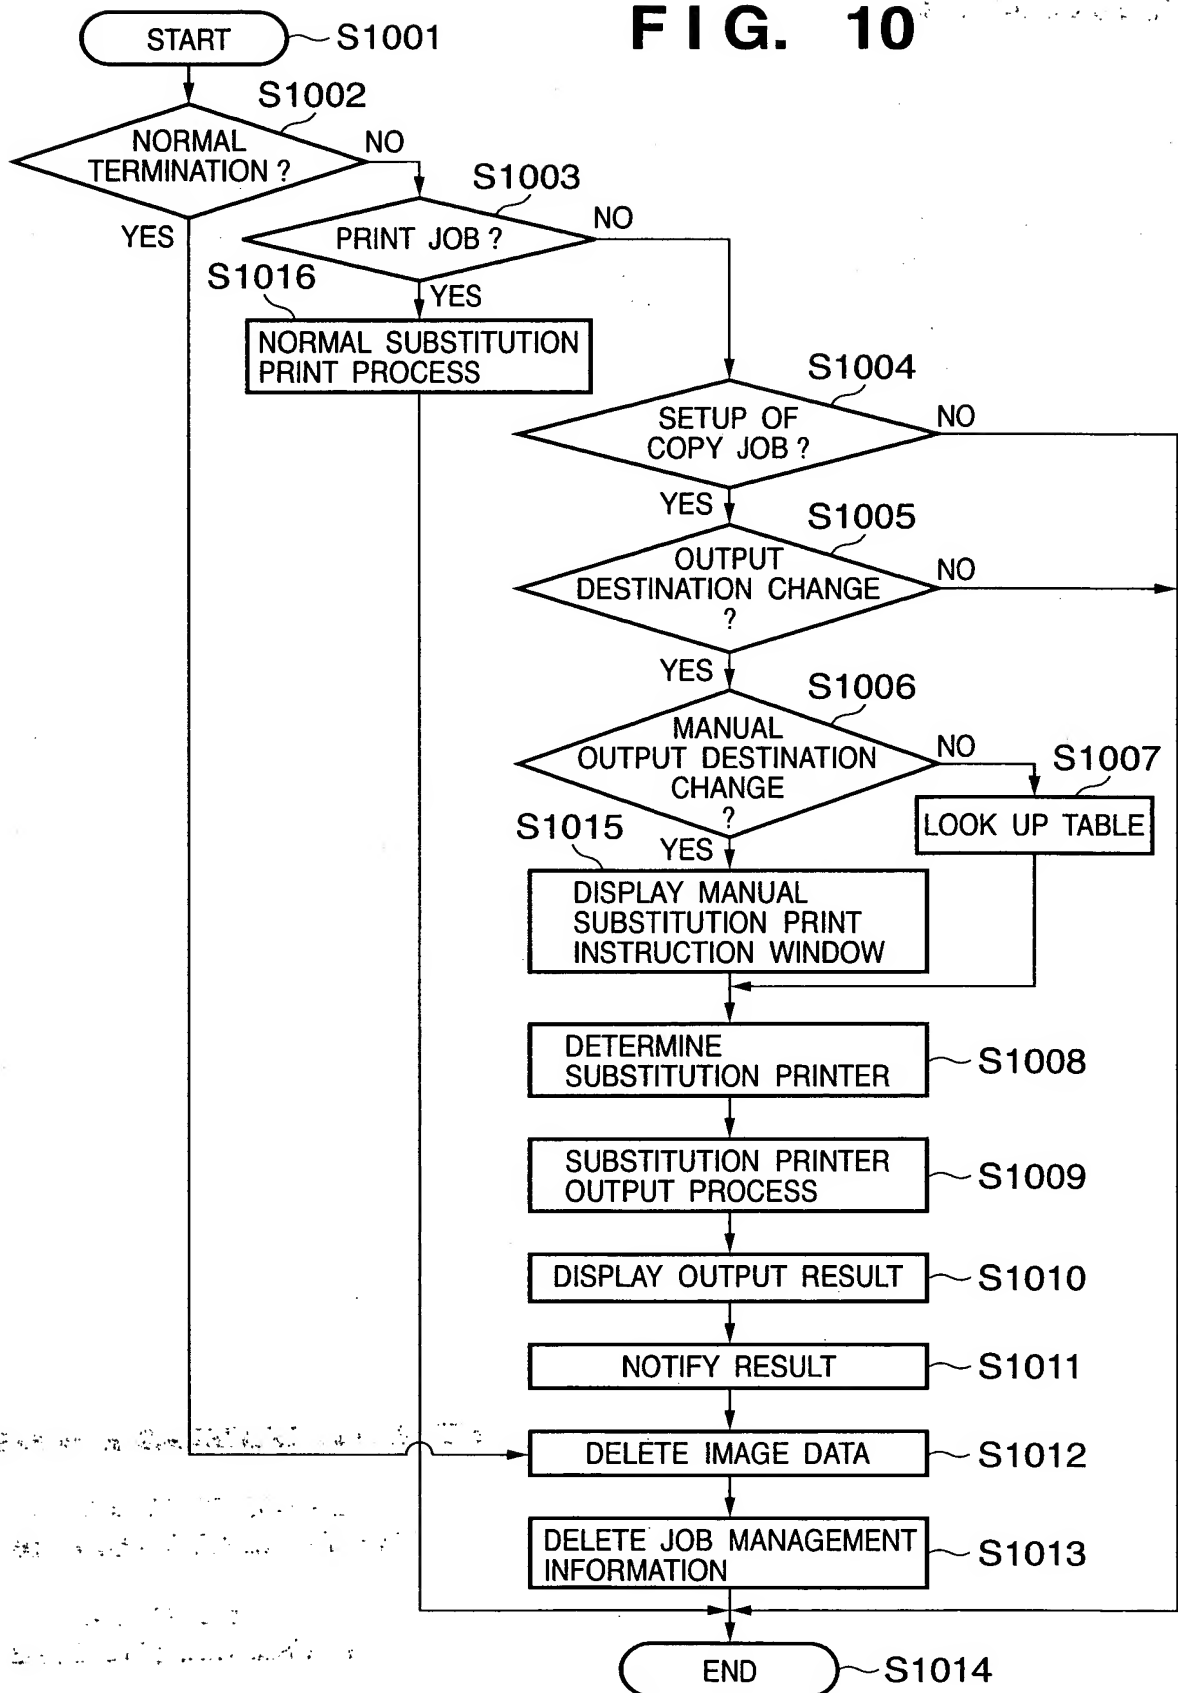 FIG. 10
START
S1001
S1002
NORMAL
TERMINATION ?
NO
YES
S1003
PRINT JOB ?
NO
YES
S1016
NORMAL SUBSTITUTION
PRINT PROCESS
S1004
SETUP OF
COPY JOB ?
NO
YES
S1005
OUTPUT
DESTINATION CHANGE
?
NO
YES
S1006
MANUAL
OUTPUT DESTINATION
CHANGE
?
NO
YES
S1007
LOOK UP TABLE
S1015
DISPLAY MANUAL
SUBSTITUTION PRINT
INSTRUCTION WINDOW
DETERMINE
SUBSTITUTION PRINTER
S1008
SUBSTITUTION PRINTER
OUTPUT PROCESS
S1009
DISPLAY OUTPUT RESULT
S1010
NOTIFY RESULT
S1011
DELETE IMAGE DATA
S1012
DELETE JOB MANAGEMENT
INFORMATION
S1013
END
S1014